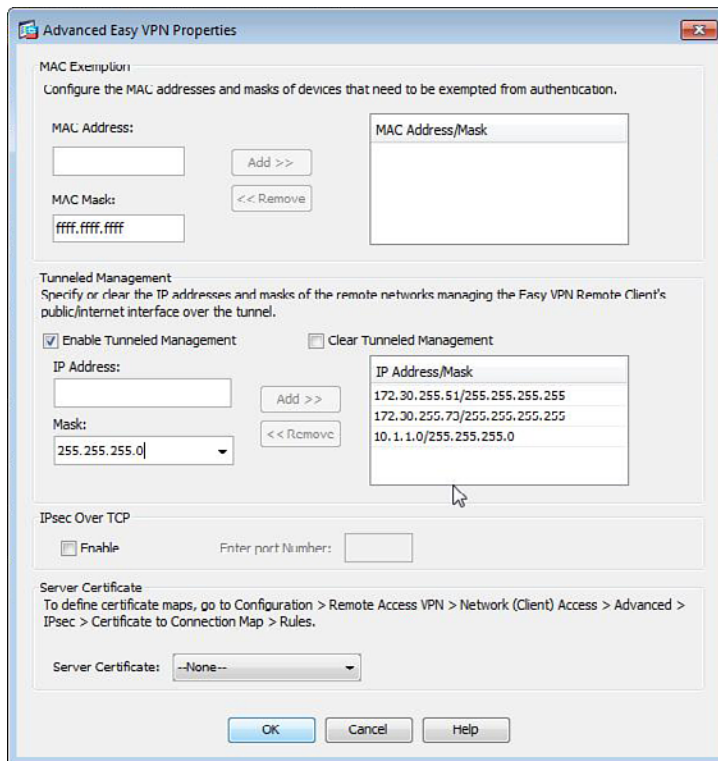 Advanced Easy VPN Properties
MAC Exemption
Configure the MAC addresses and masks of devices that need to be exempted from authentication.
MAC Address:
MAC Address/Mask
Add >>
MAC Mask:
<< Remove
ffff.ffff.ffff
Tunneled Management
Specify or clear the IP addresses and masks of the remote networks managing the Easy VPN Remote Client's
public/internet interface over the tunnel.
Enable Tunneled Management
Clear Tunneled Management
IP Address:
IP Address/Mask
172.30.255.51/255.255.255.255
Add >>
172.30.255.73/255.255.255.255
Mask:
<< Remove
10.1.1.0/255.255.255.0
255.255.255.0
IPsec Over TCP
Enable
Enter port Number:
Server Certificate
To define certificate maps, go to Configuration > Remote Access VPN > Network (Client) Access > Advanced >
IPsec > Certificate to Connection Map > Rules.
Server Certificate:
--None--
OK
Cancel
Help